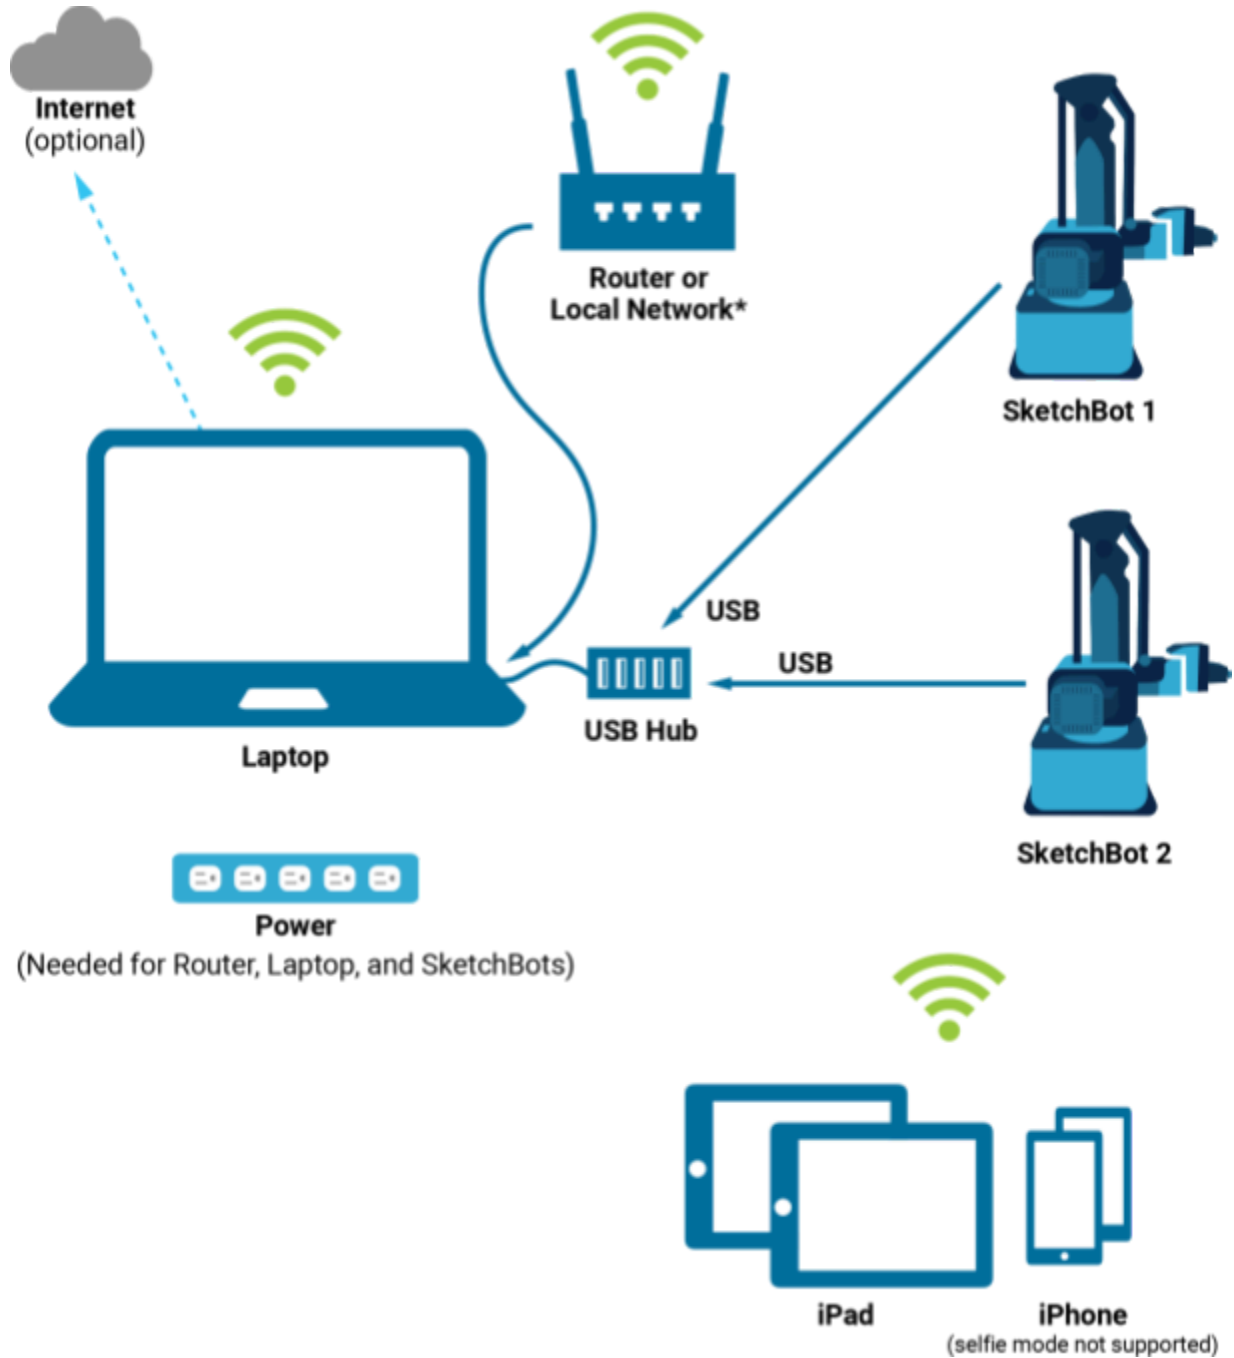 Internet
(optional)
Router or
Local Network*
SketchBot 1
USB
USB
USB Hub
Laptop
SketchBot 2
Power
(Needed for Router, Laptop, and SketchBots)
iPad
iPhone
(selfie mode not supported)